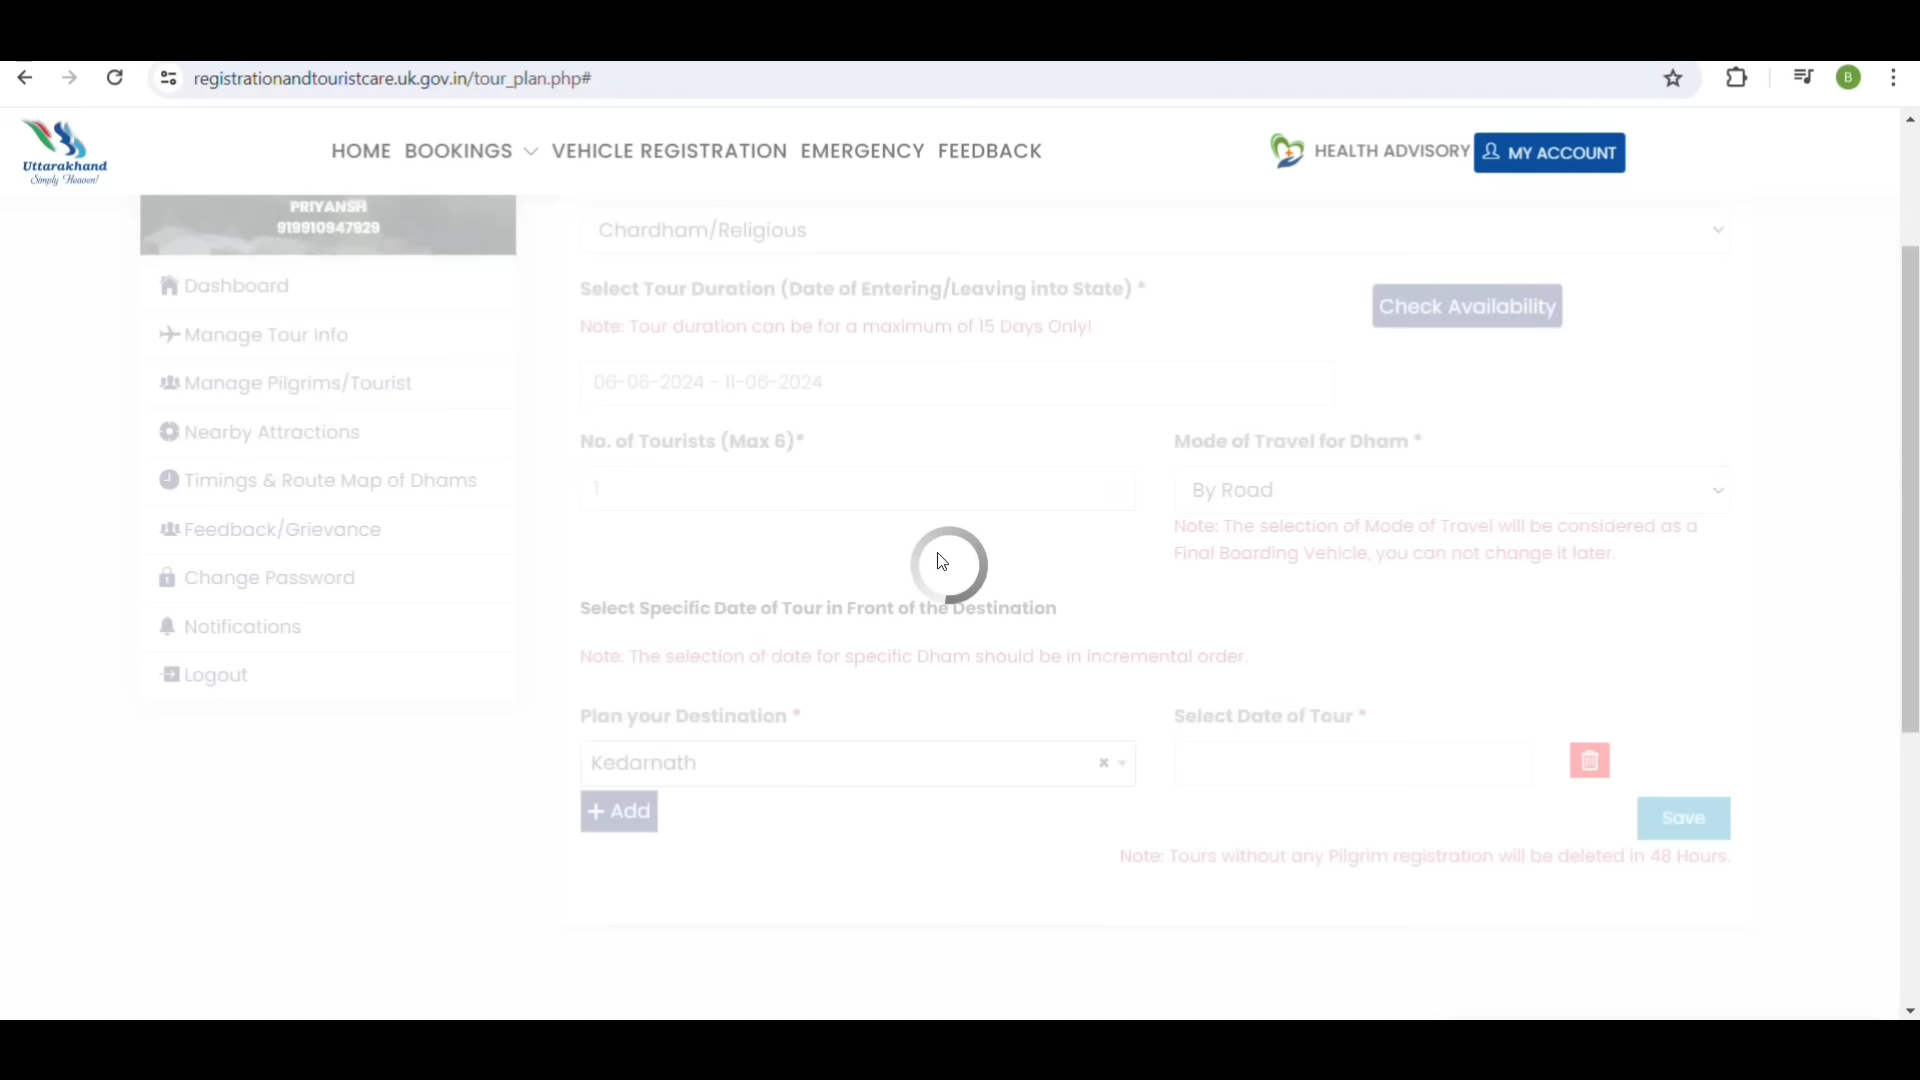 registrationandtouristcare.uk.gov.in/tour_plan.php#
B
Uttarakhand
Simply Heaven!
HOME BOOKINGS VEHICLE REGISTRATION EMERGENCY FEEDBACK
HEALTH ADVISORY
MY ACCOUNT
PRIYANSH
919910947929
Dashboard
Manage Tour Info
Manage Pilgrims/Tourist
Nearby Attractions
Timings & Route Map of Dhams
Feedback/Grievance
Change Password
Notifications
Logout
Chardham/Religious
Select Tour Duration (Date of Entering/Leaving into State) *
Note: Tour duration can be for a maximum of 15 Days Only!
Check Availability
06-06-2024 - 11-06-2024
No. of Tourists (Max 6)*
1
Mode of Travel for Dham *
By Road
Note: The selection of Mode of Travel will be considered as a
Final Boarding Vehicle, you can not change it later.
Select Specific Date of Tour in Front of the Destination
Note: The selection of date for specific Dham should be in incremental order.
Plan your Destination *
Kedarnath
Select Date of Tour *
+ Add
Save
Note: Tours without any Pilgrim registration will be deleted in 48 Hours.